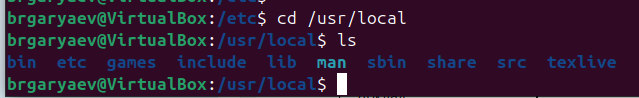 brgaryaev@VirtualBox:/etc$ cd /usr/local
brgaryaev@VirtualBox:/usr/local$ ls
bin etc games include lib man sbin share src texlive
brgaryaev@VirtualBox:/usr/local$